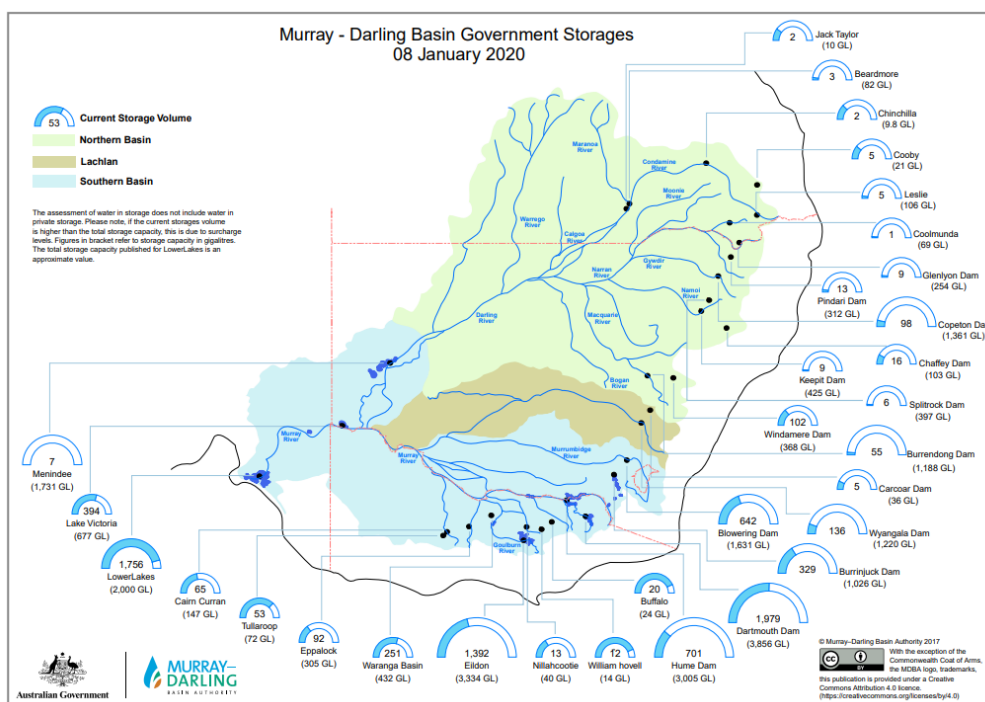 Murray - Darling Basin Government Storages
08 January 2020
53
Current Storage Volume
Northern Basin
Lachlan
Southern Basin
The assessment of water in storage does not include water in
private storage. Please note, if the current storages volume
is higher than the total storage capacity, this is due to surcharge
levels. Figures in bracket refer to storage capacity in gigalitres.
The total storage capacity published for LowerLakes is an
approximate value.
2
Jack Taylor
(10 GL)
3
Beardmore
(82 GL)
2
Chinchilla
(9.8 GL)
5
Cooby
(21 GL)
5
Leslie
(106 GL)
1
Coolmunda
(69 GL)
9
Glenlyon Dam
(254 GL)
13
Pindari Dam
(312 GL)
98
Copeton Da
(1,361 GL)
16
Chaffey Dam
(103 GL)
9
Keepit Dam
(425 GL)
6
Splitrock Dam
(397 GL)
102
Windamere Dam
(368 GL)
55
Burrendong Dam
(1,188 GL)
5
Carcoar Dam
(36 GL)
136
Wyangala Dam
(1,220 GL)
642
Blowering Dam
(1,631 GL)
329
Burrinjuck Dam
(1,026 GL)
1,979
Dartmouth Dam
(3,856 GL)
20
Buffalo
(24 GL)
701
Hume Dam
(3,005 GL)
12
William hovell
(14 GL)
13
Nillahcootie
(40 GL)
1,392
Eildon
(3,334 GL)
251
Waranga Basin
(432 GL)
92
Eppalock
(305 GL)
53
Tullaroop
(72 GL)
65
Cairn Curran
(147 GL)
1,756
LowerLakes
(2,000 GL)
394
Lake Victoria
(677 GL)
7
Menindee
(1,731 GL)
Maranoa
River
Condamine
River
Moonie
River
Warrego
River
Calgoa
River
Narran
River
Gywdir
River
Namoi
River
Macquarie
River
Darling
River
Bogan
River
Murray
River
Murray
River
Murrumbidge
River
Goulburn
River
Australian Government
MURRAY–
DARLING
BASIN AUTHORITY
© Murray–Darling Basin Authority 2017
cc
BY
With the exception of the
Commonwealth Coat of Arms,
the MDBA logo, trademarks,
this publication is provided under a Creative
Commons Attribution 4.0 licence.
(https://creativecommons.org/licenses/by/4.0)